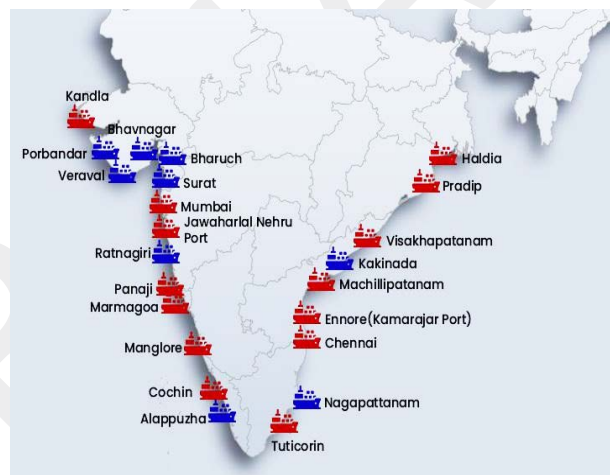 Kandla
Bhavnagar
Porbandar
Bharuch
Haldia
Veraval
Surat
Pradip
Mumbai
Jawaharlal Nehru
Port
Visakhapatanam
Ratnagiri
Kakinada
Panaji
Machillipatanam
Marmagoa
Ennore(Kamarajar Port)
Manglore
Chennai
Cochin
Nagapattanam
Alappuzha
Tuticorin